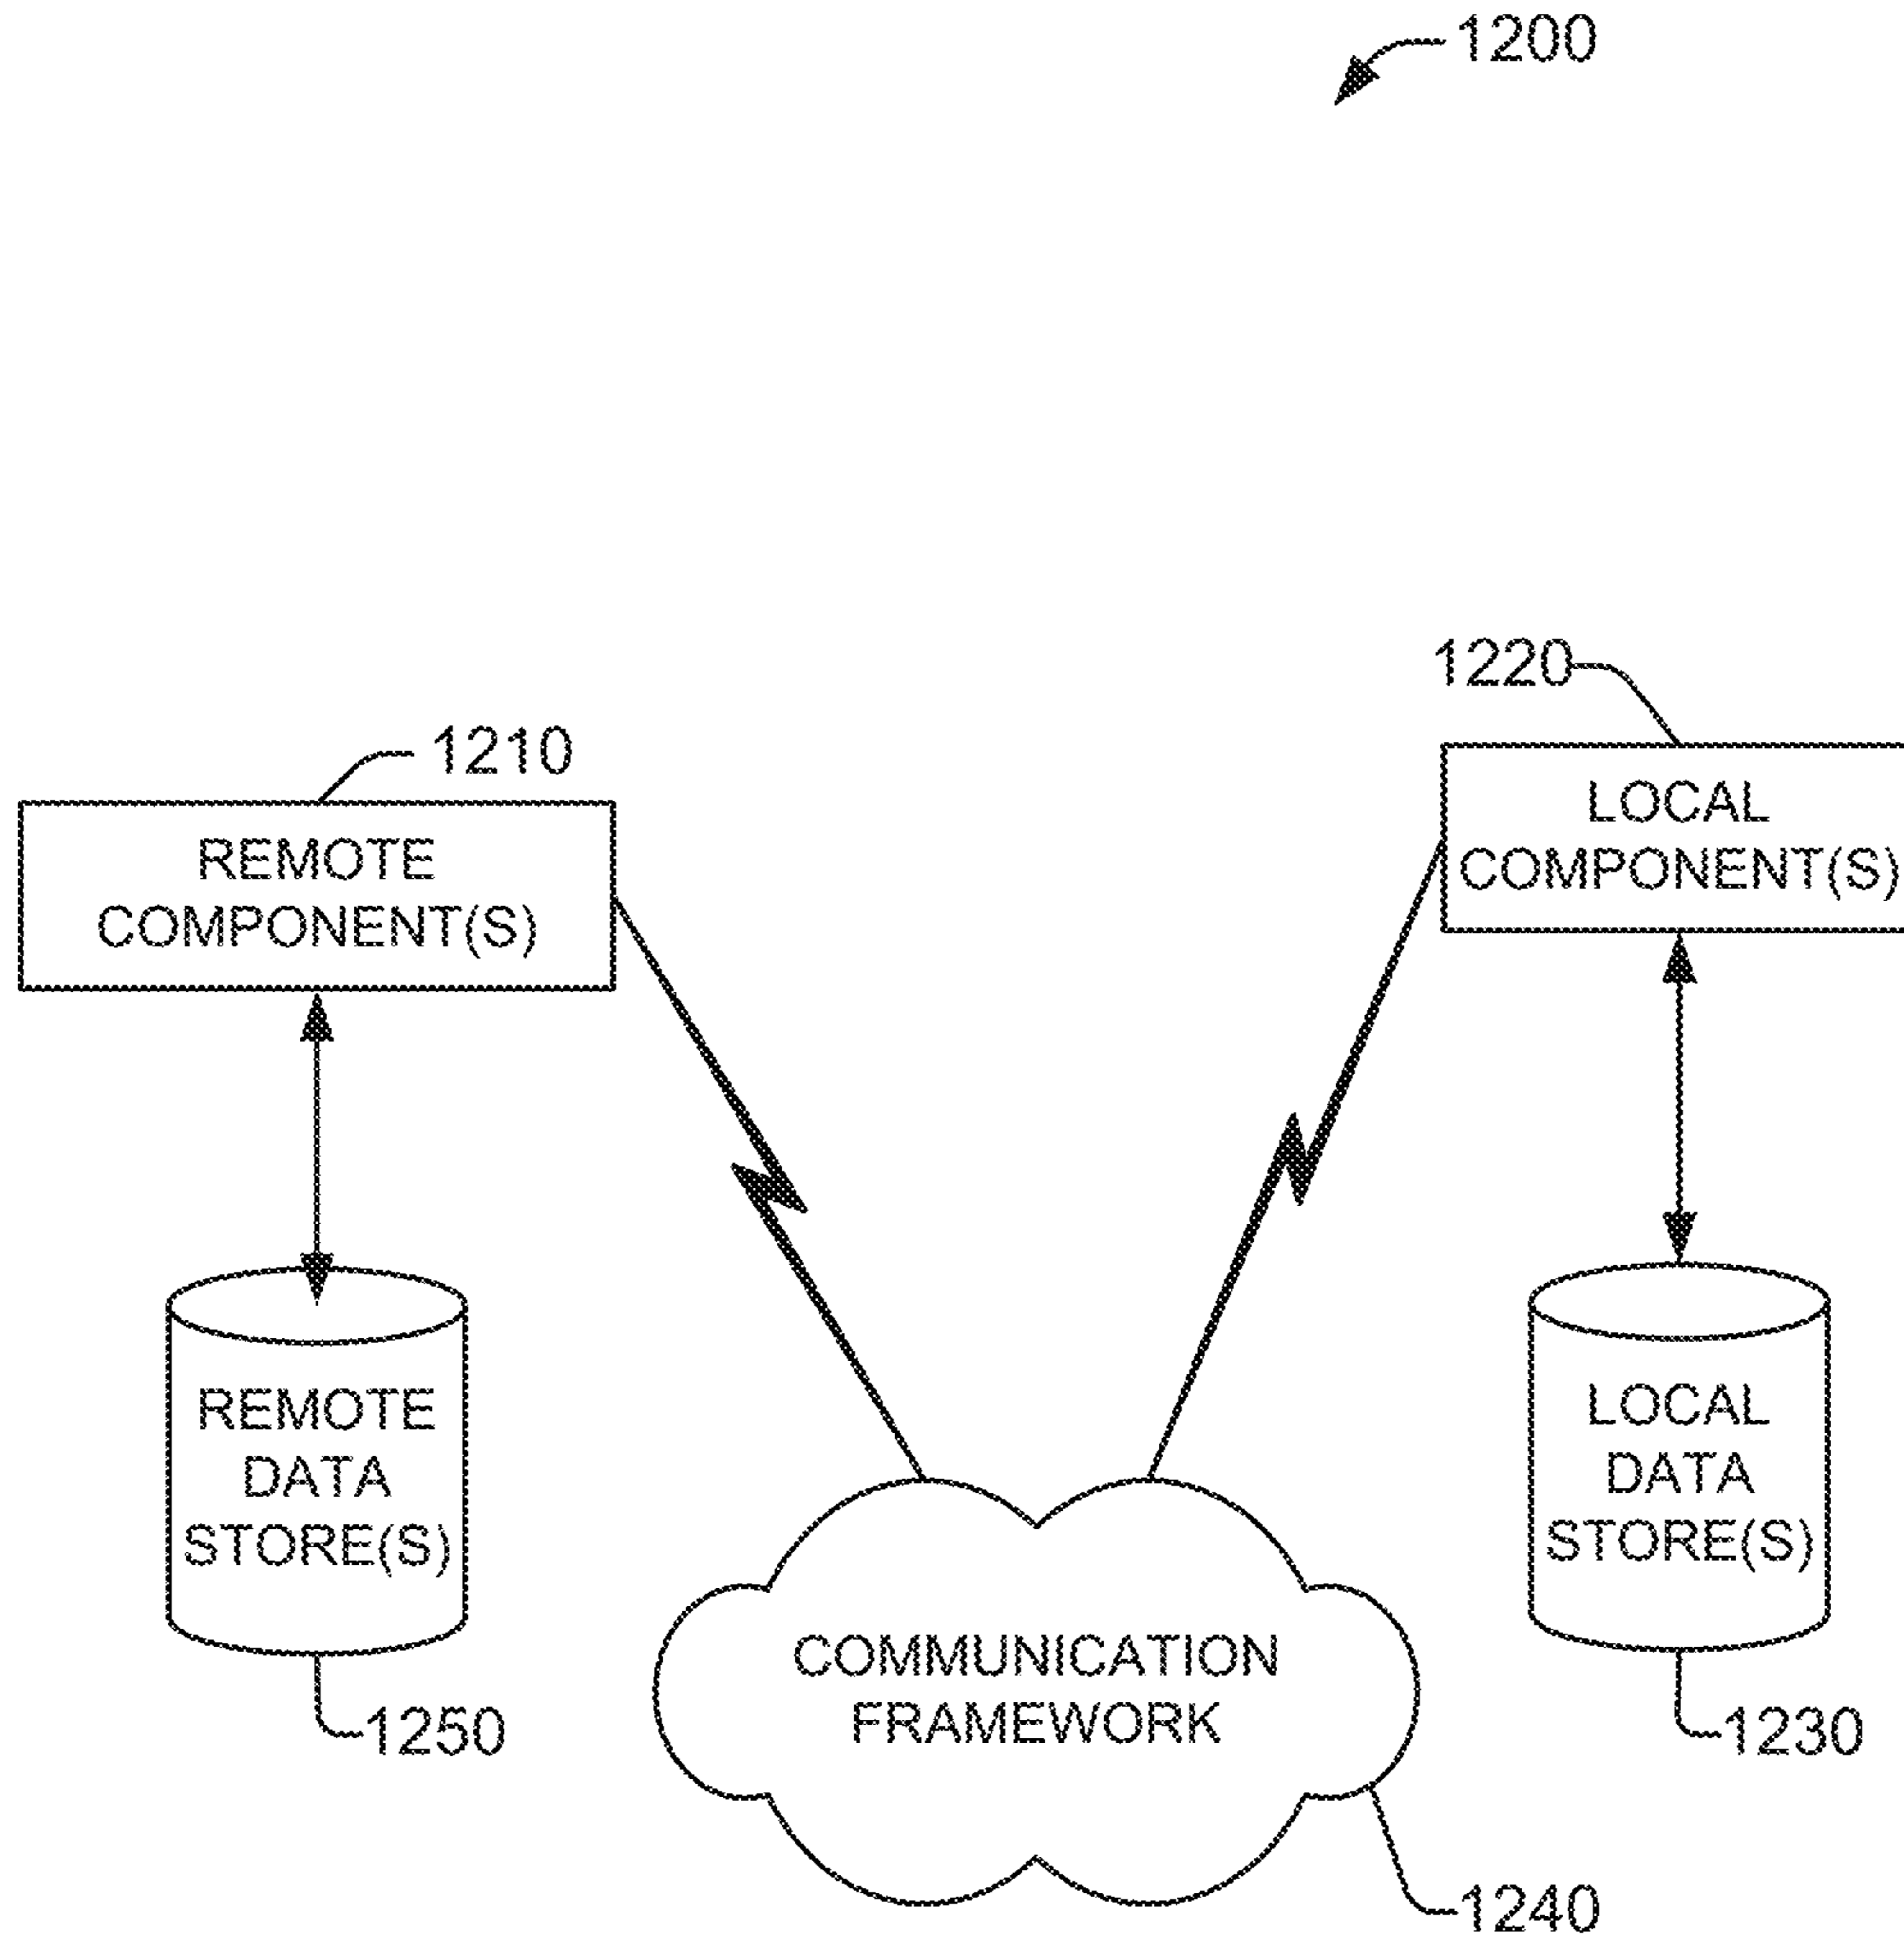 1200
1220
1210
LOCAL
COMPONENT(S)
REMOTE
COMPONENT(S)
REMOTE
DATA
STORE(S)
LOCAL
DATA
STORE(S)
COMMUNICATION
FRAMEWORK
1250
1230
1240